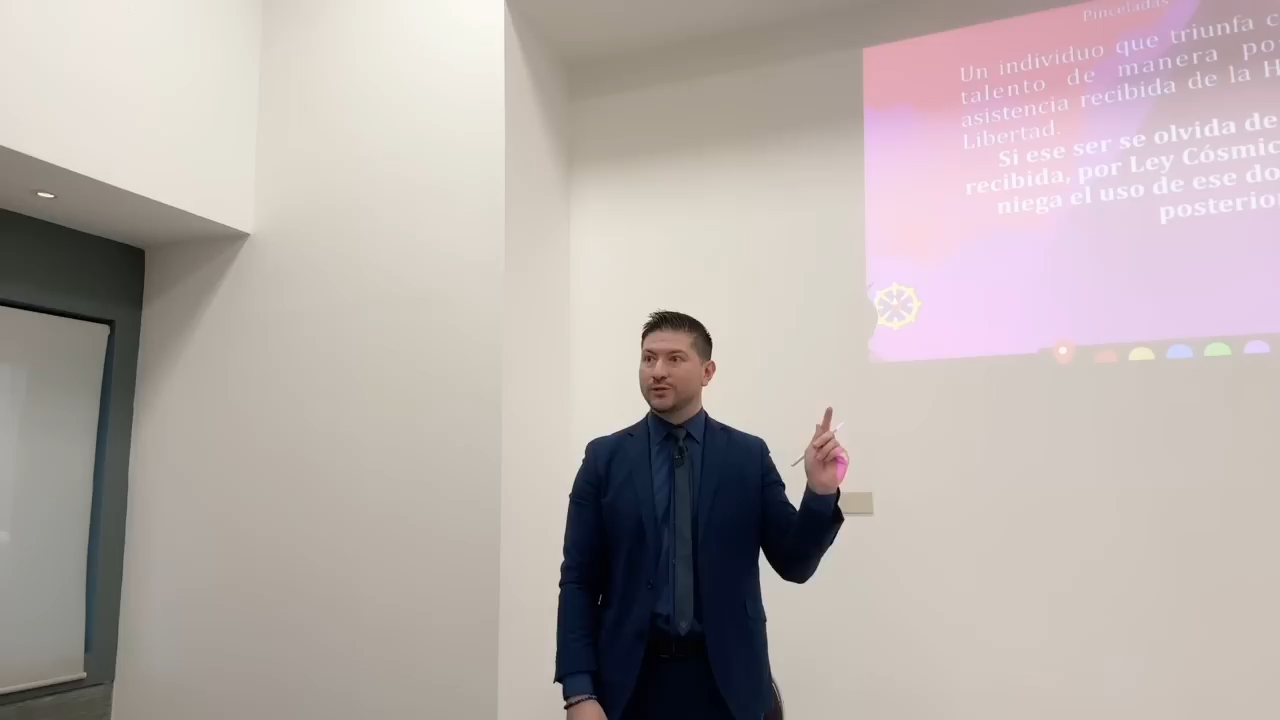 Pinceladas
Un individuo que triunfa c
talento de manera po
asistencia recibida de la H
Libertad.
Si ese ser se olvida de
recibida, por Ley Cósmic
niega el uso de ese do
posterio